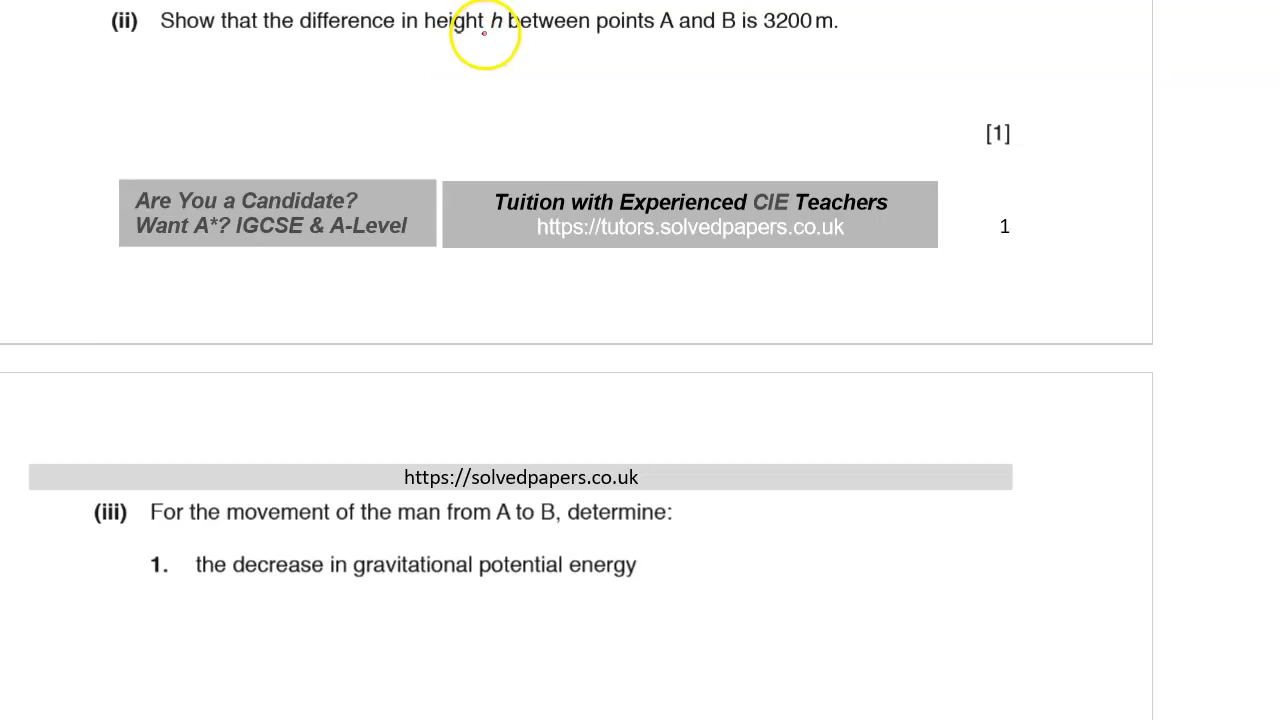 (ii) Show that the difference in height h between points A and B is 3200 m.
[1]
Are You a Candidate?
Want A*? IGCSE & A-Level
Tuition with Experienced CIE Teachers
https://tutors.solvedpapers.co.uk
1
https://solvedpapers.co.uk
(iii) For the movement of the man from A to B, determine:
1. the decrease in gravitational potential energy